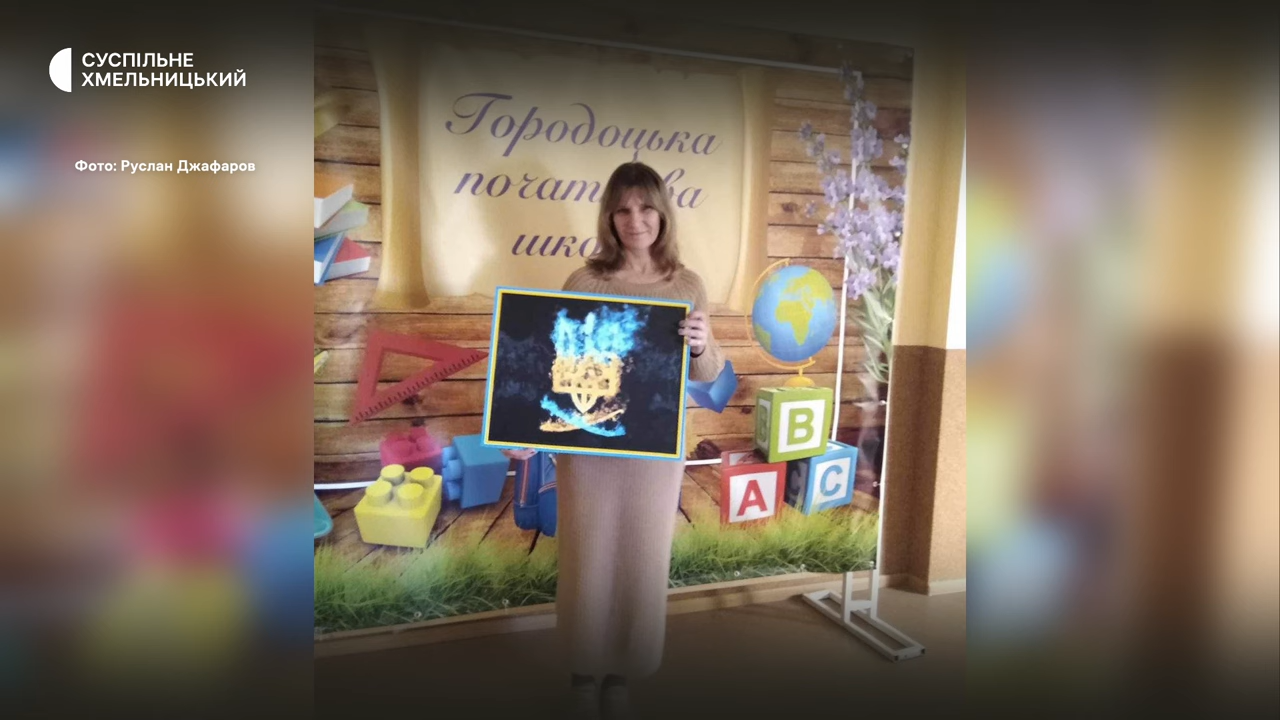 СУСПІЛЬНЕ
ХМЕЛЬНИЦЬКИЙ
Фото: Руслан Джафаров
Городоцька
B
A
C